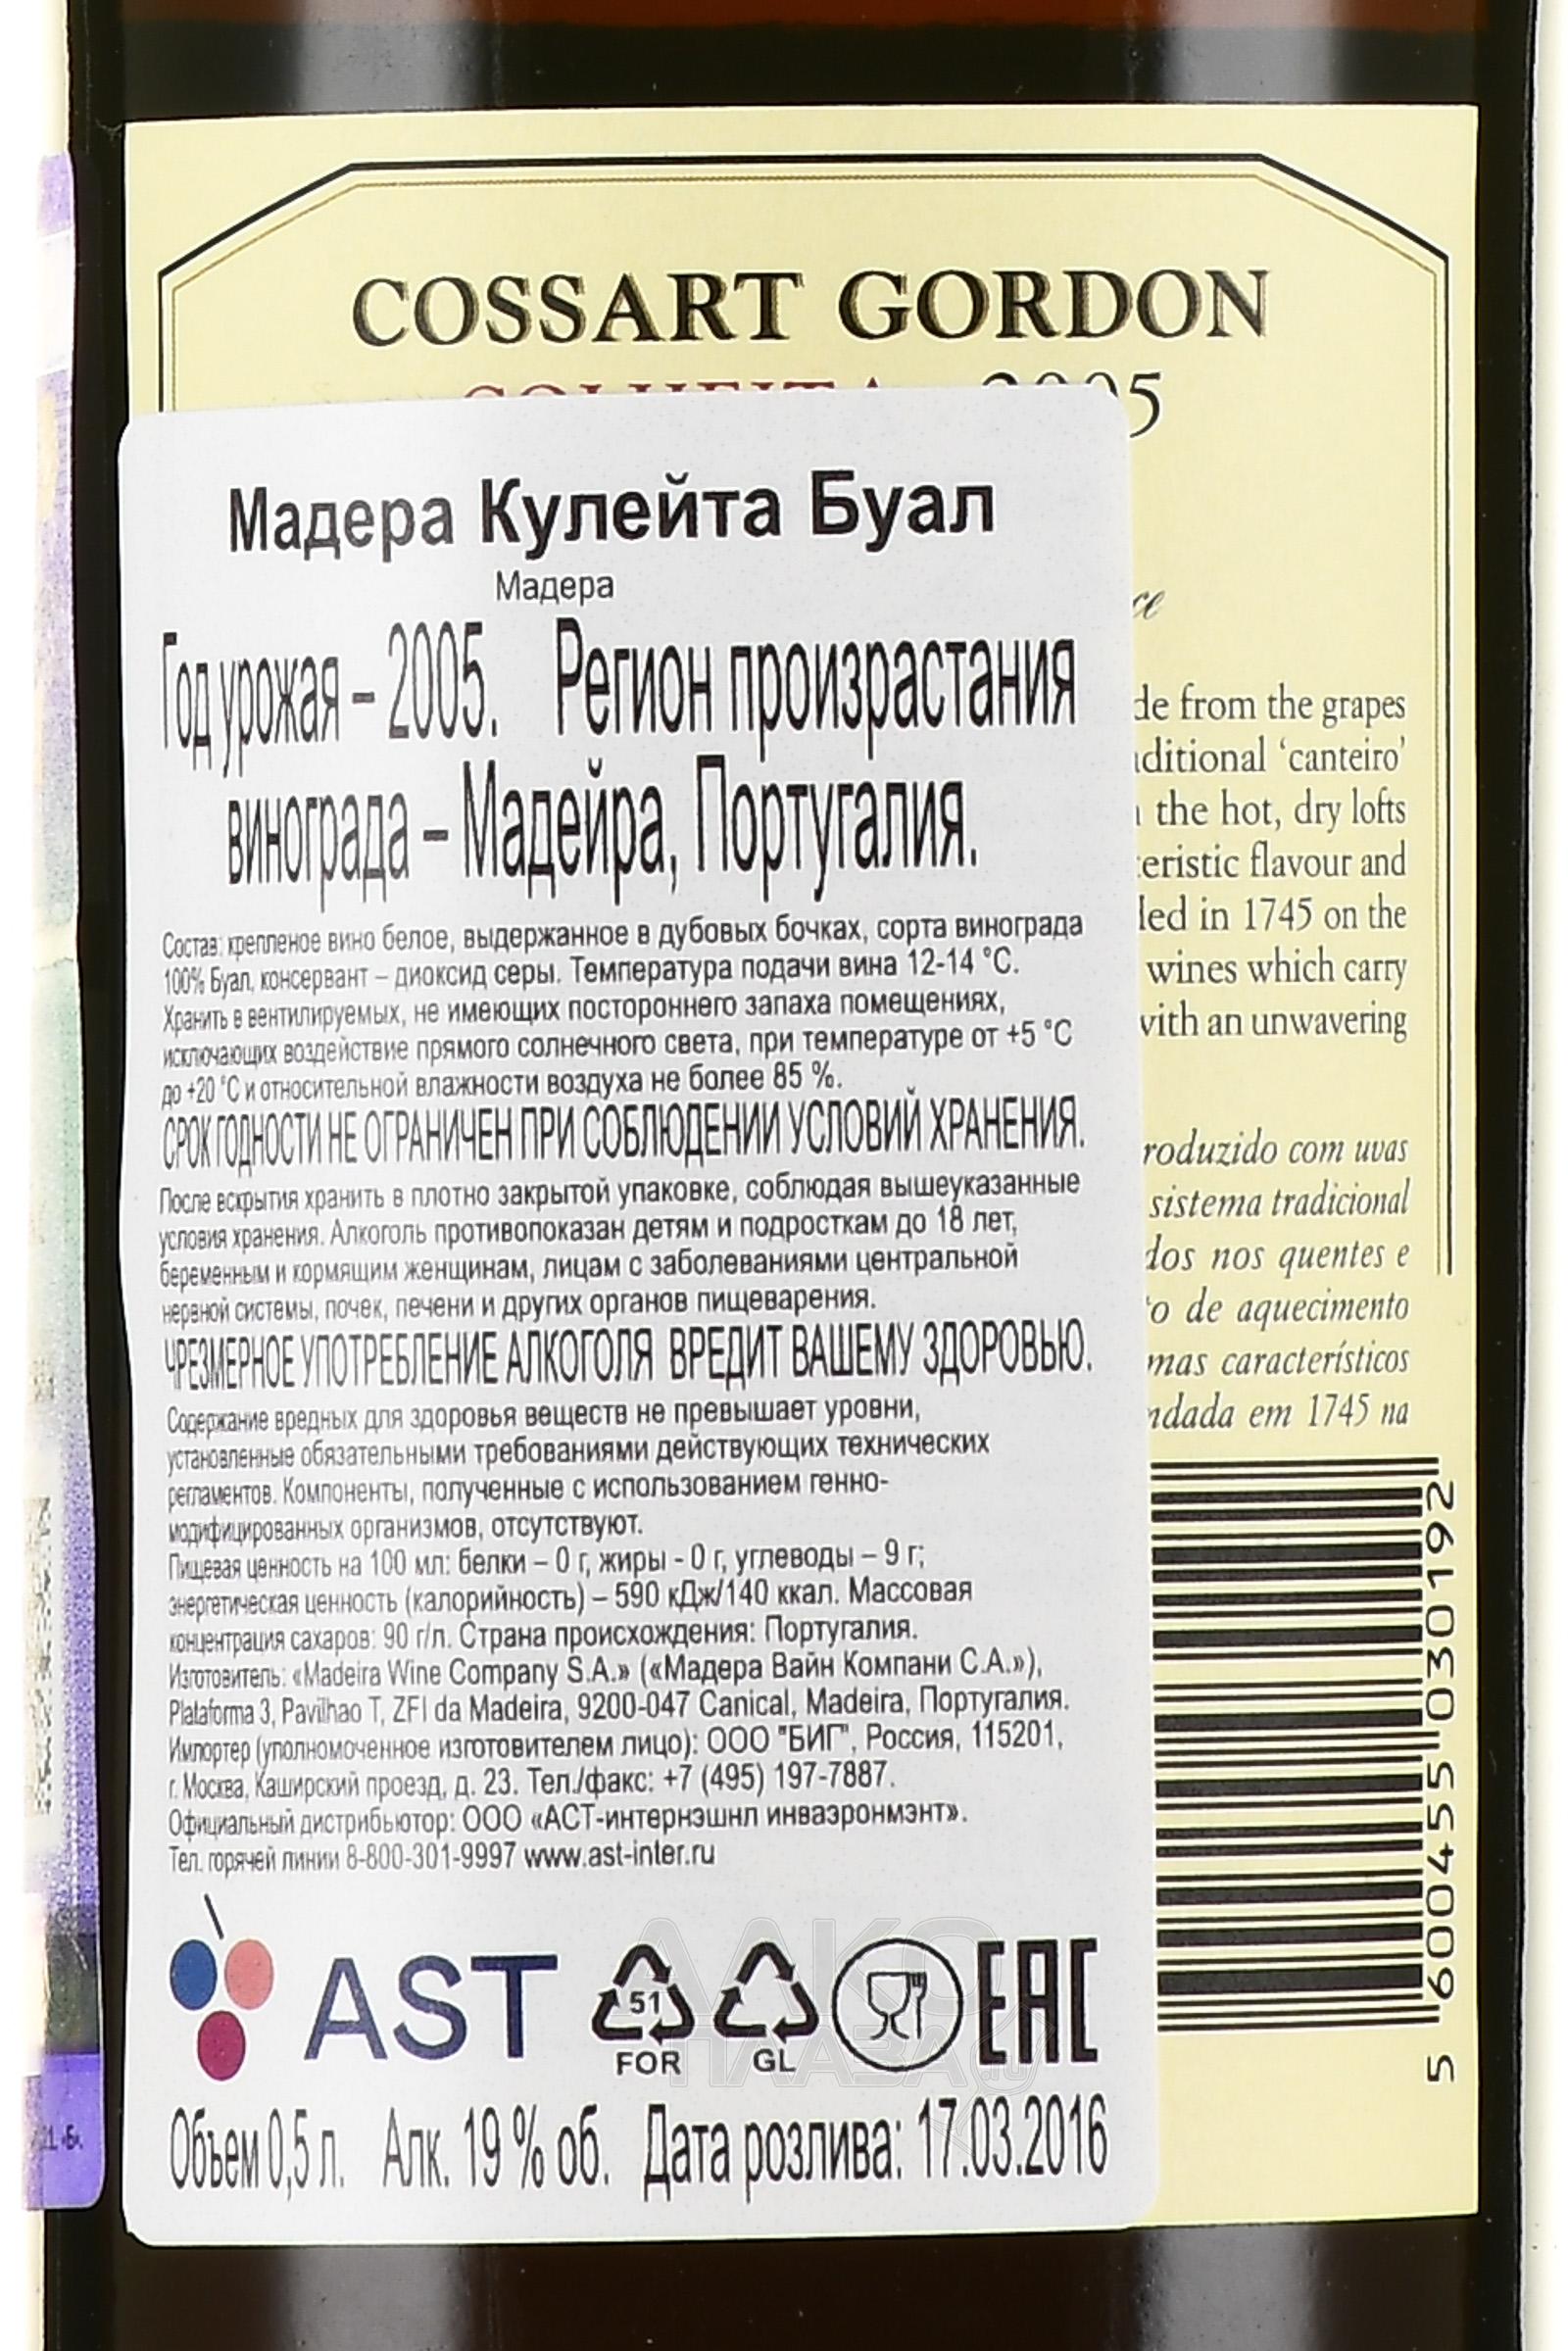 COSSART GORDON
COLHEITA 2005
Мадера Кулейта Буал
Мадера
Год урожая – 2005. Регион произрастания
винограда – Мадейра, Португалия.
Состав: крепленое вино белое, выдержанное в дубовых бочках, сорта винограда
100% Буал, консервант – диоксид серы. Температура подачи вина 12-14 °C.
Хранить в вентилируемых, не имеющих постороннего запаха помещениях,
исключающих воздействие прямого солнечного света, при температуре от +5 °C
до +20 °C и относительной влажности воздуха не более 85 %.
СРОК ГОДНОСТИ НЕ ОГРАНИЧЕН ПРИ СОБЛЮДЕНИИ УСЛОВИЙ ХРАНЕНИЯ.
После вскрытия хранить в плотно закрытой упаковке, соблюдая вышеуказанные
условия хранения. Алкоголь противопоказан детям и подросткам до 18 лет,
беременным и кормящим женщинам, лицам с заболеваниями центральной
нервной системы, почек, печени и других органов пищеварения.
ЧРЕЗМЕРНОЕ УПОТРЕБЛЕНИЕ АЛКОГОЛЯ ВРЕДИТ ВАШЕМУ ЗДОРОВЬЮ.
Содержание вредных для здоровья веществ не превышает уровни,
установленные обязательными требованиями действующих технических
регламентов. Компоненты, полученные с использованием генно-
модифицированных организмов, отсутствуют.
Пищевая ценность на 100 мл: белки – 0 г, жиры - 0 г, углеводы – 9 г;
энергетическая ценность (калорийность) – 590 кДж/140 ккал. Массовая
концентрация сахаров: 90 г/л. Страна происхождения: Португалия.
Изготовитель: «Madeira Wine Company S.A.» («Мадера Вайн Компани С.А.»),
Plataforma 3, Pavilhao T, ZFI da Madeira, 9200-047 Canical, Madeira, Португалия.
Импортер (уполномоченное изготовителем лицо): ООО "БИГ", Россия, 115201,
г. Москва, Каширский проезд, д. 23. Тел./факс: +7 (495) 197-7887.
Официальный дистрибьютор: ООО «АСТ-интернэшнл инваэронмэнт».
Тел. горячей линии 8-800-301-9997 www.ast-inter.ru
AST 51 FOR GL EAC
Объем 0,5 л. Алк. 19 % об. Дата розлива: 17.03.2016
from the grapes
‘canteiro’
the hot, dry lofts
flavour and
in 1745 on the
wines which carry
with an unwavering
com uvas
sistema tradicional
nos quentes e
de aquecimento
característicos
em 1745 na
5 600455 030192
АЛКО
ПЛАЗА.ru